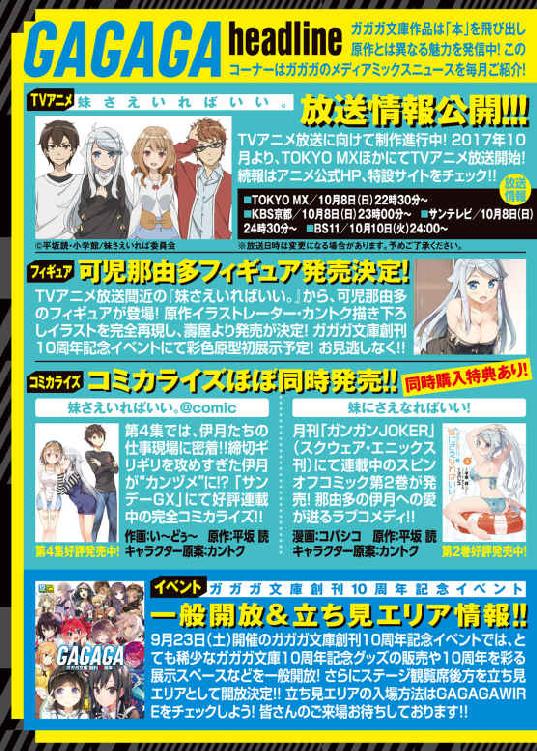 GAGAGA headline
ガガガ文庫作品は「本」を飛び出し
原作とは異なる魅力を発信中! この
コーナーはガガガのメディアミックスニュースを毎月ご紹介!
TVアニメ 妹さえいればいい。
放送情報公開!!!
TVアニメ放送に向けて制作進行中! 2017年10
月より、TOKYO MXほかにてTVアニメ放送開始!
続報はアニメ公式HP、特設サイトをチェック!!
放送
情報
■TOKYO MX/10月8日(日)22時30分~
■KBS京都/10月8日(日)23時00分~ ■サンテレビ/10月8日(日)
24時30分~ ■BS11/10月10日(火)24:00~
©平坂読・小学館/妹さえいれば委員会
※放送日時は変更になる場合があります。予めご了承ください。
フィギュア 可児那由多フィギュア発売決定!
TVアニメ放送間近の『妹さえいればいい。』から、可児那由多
のフィギュアが登場! 原作イラストレーター・カントク描き下ろ
しイラストを完全再現し、壽屋より発売が決定! ガガガ文庫創刊
10周年記念イベントにて彩色原型初展示予定! お見逃しなく!!
コミカライズ コミカライズほぼ同時発売!! 同時購入特典あり!
妹さえいればいい。@comic
第4集では、伊月たちの
仕事現場に密着!!締切ギ
リギリを攻めすぎた伊月
が“カンヅメ”に!? 「サン
デーGX」にて好評連載
中の完全コミカライズ!!
作画:い~どぅ~ 原作:平坂 読
キャラクター原案:カントク
第4集好評発売中!
妹にさえなればいい!
月刊「ガンガンJOKER」
(スクウェア・エニックス
刊)にて連載中のスピン
オフコミック第2巻が発
売! 那由多の伊月への愛
が迸るラブコメディ!!
漫画:コバシコ 原作:平坂 読
キャラクター原案:カントク
第2巻好評発売中!
イベント ガガガ文庫創刊10周年記念イベント
一般開放&立ち見エリア情報!!
GAGAGA
9月23日(土)開催のガガガ文庫創刊10周年記念イベントでは、と
ても稀少なガガガ文庫10周年記念グッズの販売や10周年を彩る
展示スペースなどを一般開放! さらにステージ観覧席後方を立ち見
エリアとして開放決定!! 立ち見エリアの入場方法はGAGAGAWIR
Eをチェックしよう! 皆さんのご来場お待ちしております!!